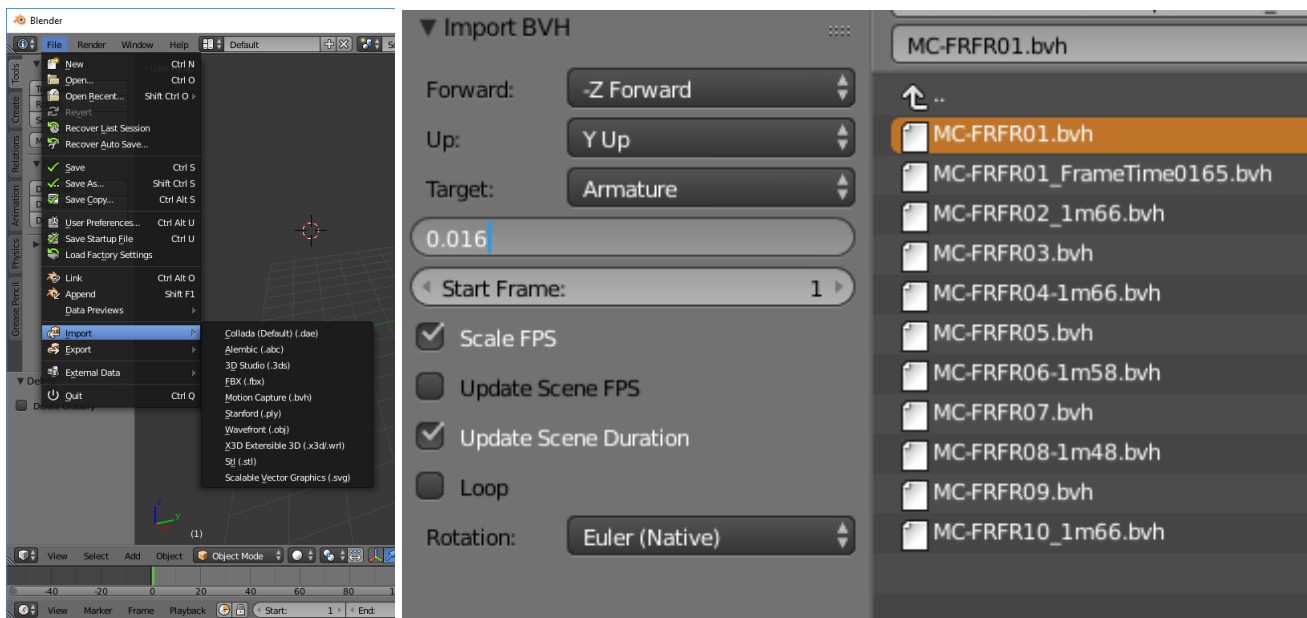 Blender
File Render Window Help Default
Tools
Create
Relations
Animation
Physics
Grease Pencil
New Ctrl N
Open... Ctrl O
Open Recent... Shift Ctrl O
Revert
Recover Last Session
Recover Auto Save...
Save Ctrl S
Save As... Shift Ctrl S
Save Copy... Ctrl Alt S
User Preferences... Ctrl Alt U
Save Startup File Ctrl U
Load Factory Settings
Link Ctrl Alt O
Append Shift F1
Data Previews
Import
Export
External Data
Quit Ctrl Q
Collada (Default) (.dae)
Alembic (.abc)
3D Studio (.3ds)
FBX (.fbx)
Motion Capture (.bvh)
Stanford (.ply)
Wavefront (.obj)
X3D Extensible 3D (.x3d/.wrl)
Stl (.stl)
Scalable Vector Graphics (.svg)
z
y
(1)
View Select Add Object Object Mode
-40 -20 0 20 40 60 80
View Marker Frame Playback Start: 1 End:
Import BVH
Forward: -Z Forward
Up: Y Up
Target: Armature
0.016
Start Frame: 1
Scale FPS
Update Scene FPS
Update Scene Duration
Loop
Rotation: Euler (Native)
MC-FRFR01.bvh
..
MC-FRFR01.bvh
MC-FRFR01_FrameTime0165.bvh
MC-FRFR02_1m66.bvh
MC-FRFR03.bvh
MC-FRFR04-1m66.bvh
MC-FRFR05.bvh
MC-FRFR06-1m58.bvh
MC-FRFR07.bvh
MC-FRFR08-1m48.bvh
MC-FRFR09.bvh
MC-FRFR10_1m66.bvh